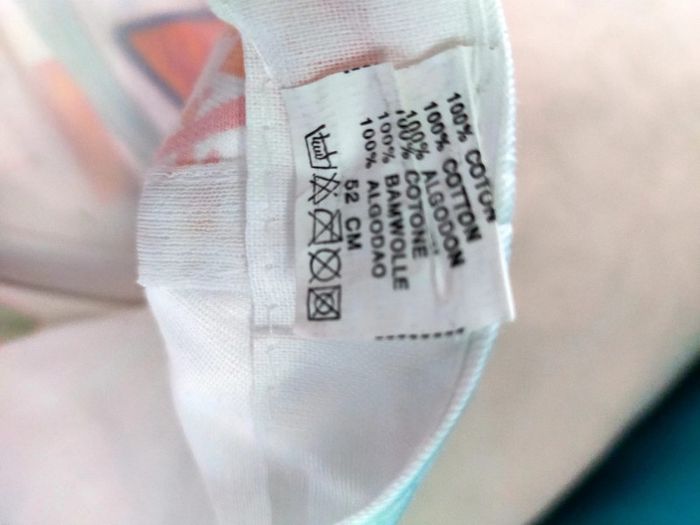 100% COTON
100% COTTON
100% ALGODON
100% COTONE
100% BAMWOLLE
100% ALGODAO
52 CM